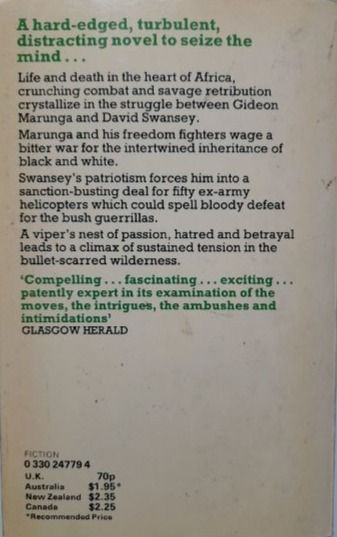 A hard-edged, turbulent,
distracting novel to seize the
mind...
Life and death in the heart of Africa,
crunching combat and savage retribution
crystallize in the struggle between Gideon
Marunga and David Swansey.
Marunga and his freedom fighters wage a
bitter war for the intertwined inheritance of
black and white.
Swansey's patriotism forces him into a
sanction-busting deal for fifty ex-army
helicopters which could spell bloody defeat
for the bush guerrillas.
A viper's nest of passion, hatred and betrayal
leads to a climax of sustained tension in the
bullet-scarred wilderness.
'Compelling...fascinating...exciting...
patently expert in its examination of the
moves, the intrigues, the ambushes and
intimidations'
GLASGOW HERALD
FICTION
0 330 24779 4
U.K. 70p
Australia $1.95*
New Zealand $2.35
Canada $2.25
*Recommended Price